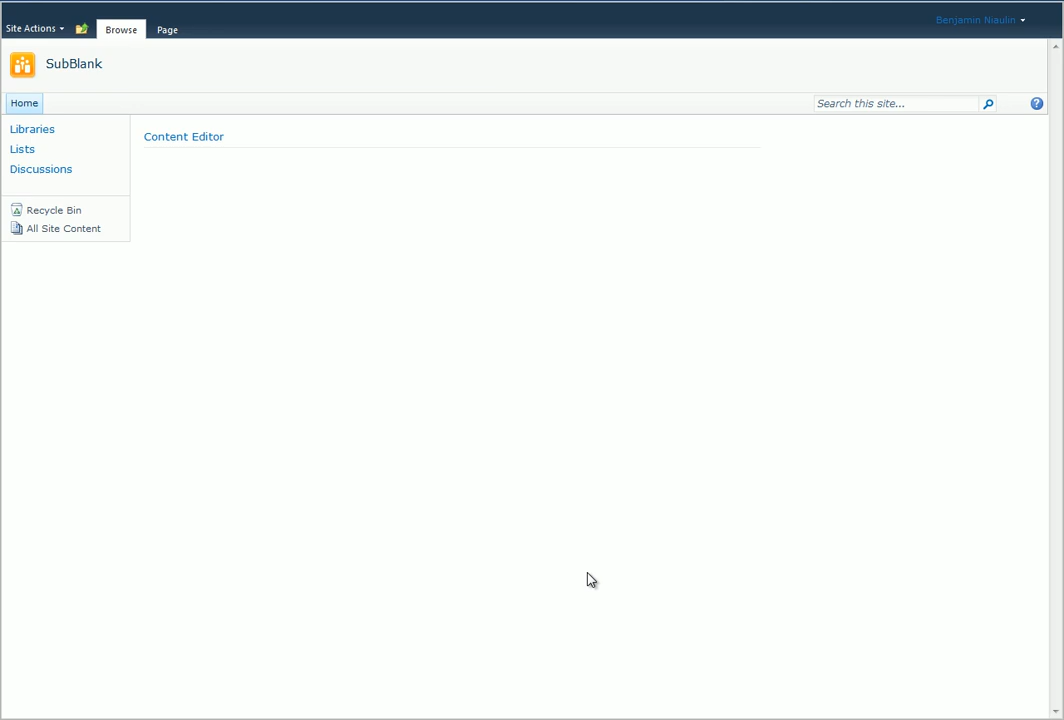 Benjamin Niaulin
Site Actions Browse Page
SubBlank
Home Search this site...
Libraries
Content Editor
Lists
Discussions
Recycle Bin
All Site Content